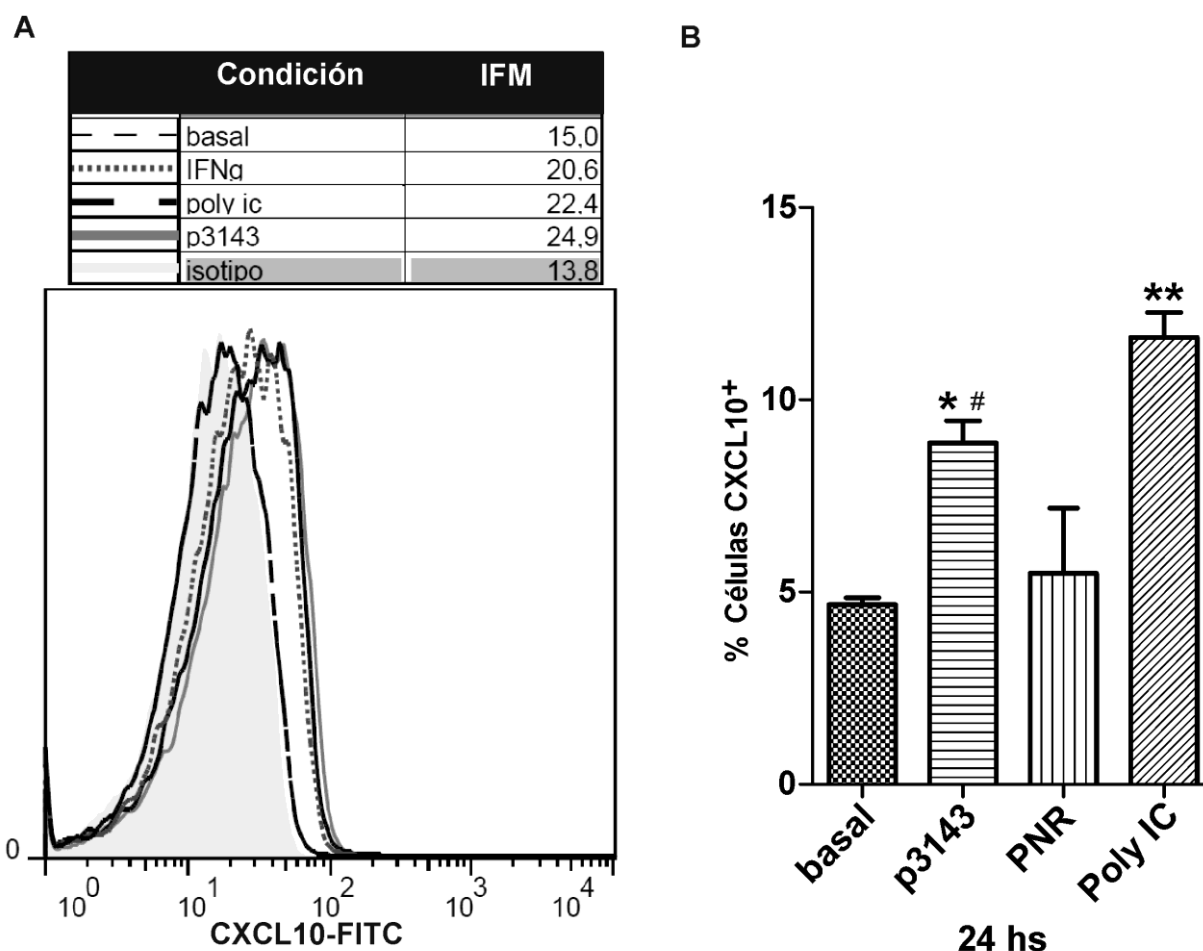 A
Condición IFM
basal 15,0
IFNg 20,6
poly ic 22,4
p3143 24,9
isotipo 13,8
0
10^0 10^1 10^2 10^3 10^4
CXCL10-FITC
B
% Células CXCL10^+
15
10
5
0
* #
**
basal p3143 PNR Poly IC
24 hs